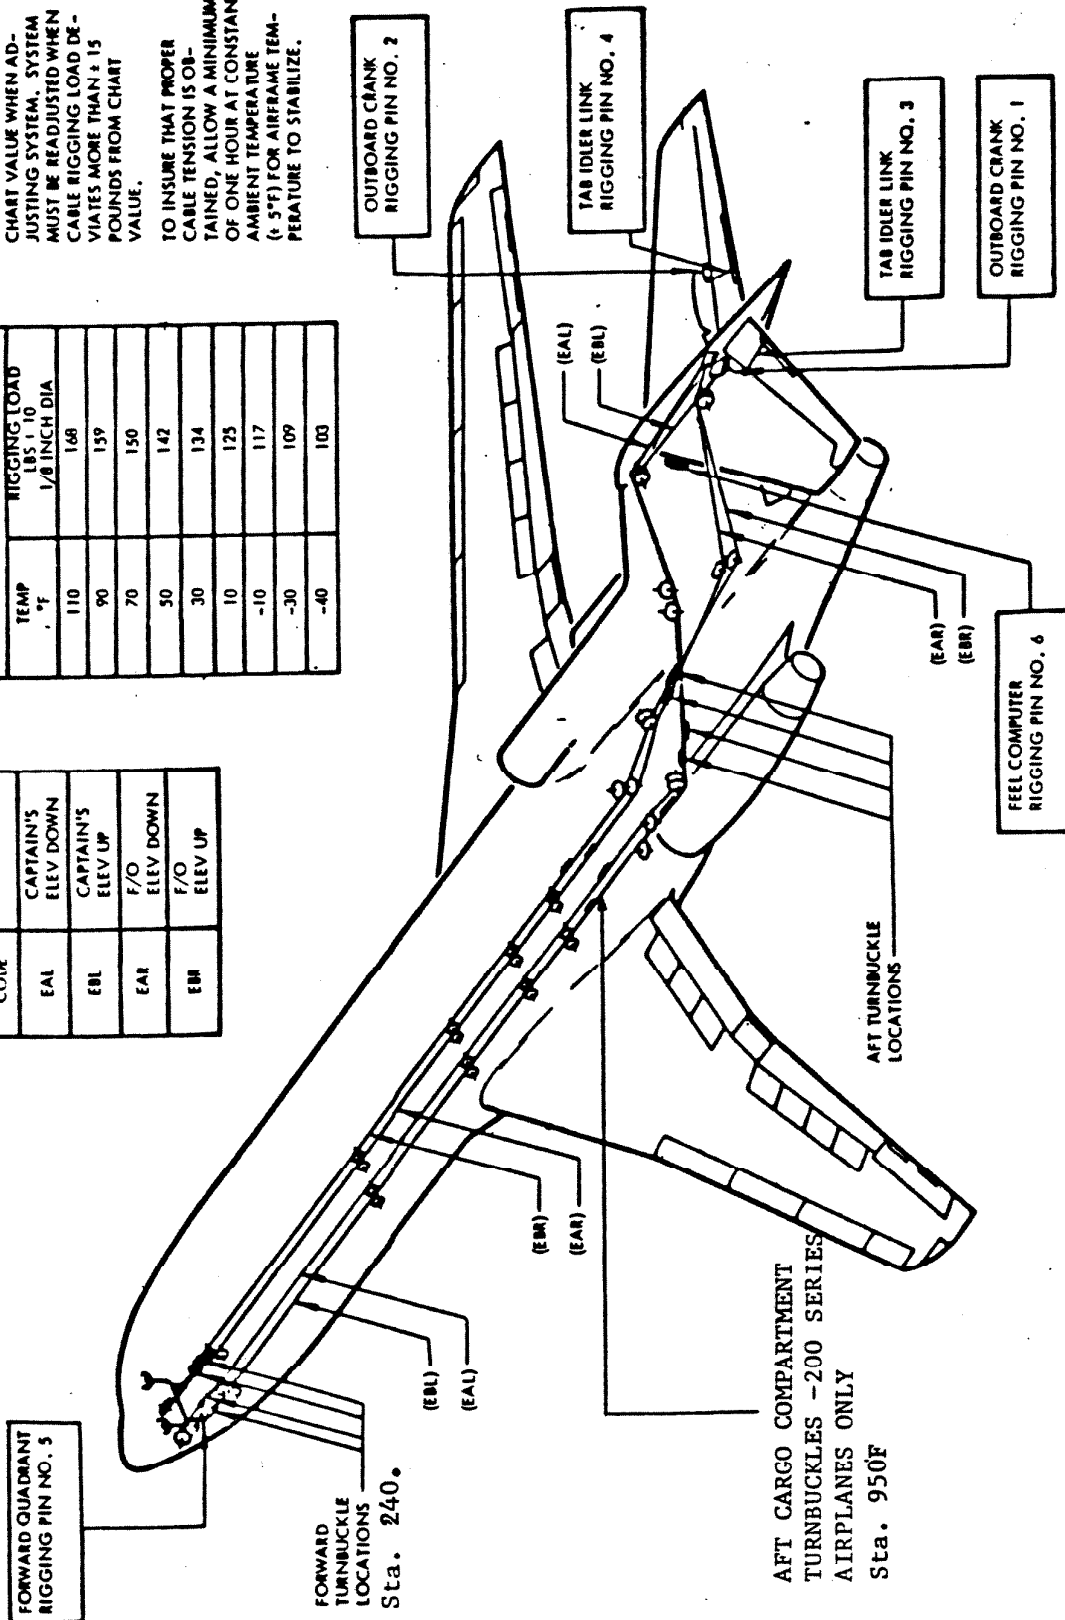 CHART VALUE WHEN AD-
JUSTING SYSTEM. SYSTEM
MUST BE READJUSTED WHEN
CABLE RIGGING LOAD DE-
VIATES MORE THAN ± 15
POUNDS FROM CHART
VALUE.
TO INSURE THAT PROPER
CABLE TENSION IS OB-
TAINED, ALLOW A MINIMUM
OF ONE HOUR AT CONSTAN
AMBIENT TEMPERATURE
(± 5°F) FOR AIRFRAME TEM-
PERATURE TO STABILIZE.
TEMP °F
RIGGING LOAD
LBS ± 10
1/8 INCH DIA
110 168
90 159
70 150
50 142
30 134
10 125
-10 117
-30 109
-40 103
CODE
EAL CAPTAIN'S ELEV DOWN
EBL CAPTAIN'S ELEV UP
EAR F/O ELEV DOWN
EBR F/O ELEV UP
FORWARD QUADRANT
RIGGING PIN NO. 5
OUTBOARD CRANK
RIGGING PIN NO. 2
TAB IDLER LINK
RIGGING PIN NO. 4
TAB IDLER LINK
RIGGING PIN NO. 3
OUTBOARD CRANK
RIGGING PIN NO. 1
FEEL COMPUTER
RIGGING PIN NO. 6
(EAL)
(EBL)
(EAR)
(EBR)
(EBR)
(EAR)
(EBL)
(EAL)
FORWARD
TURNBUCKLE
LOCATIONS
Sta. 240.
AFT TURNBUCKLE
LOCATIONS
AFT CARGO COMPARTMENT
TURNBUCKLES -200 SERIES
AIRPLANES ONLY
Sta. 950F